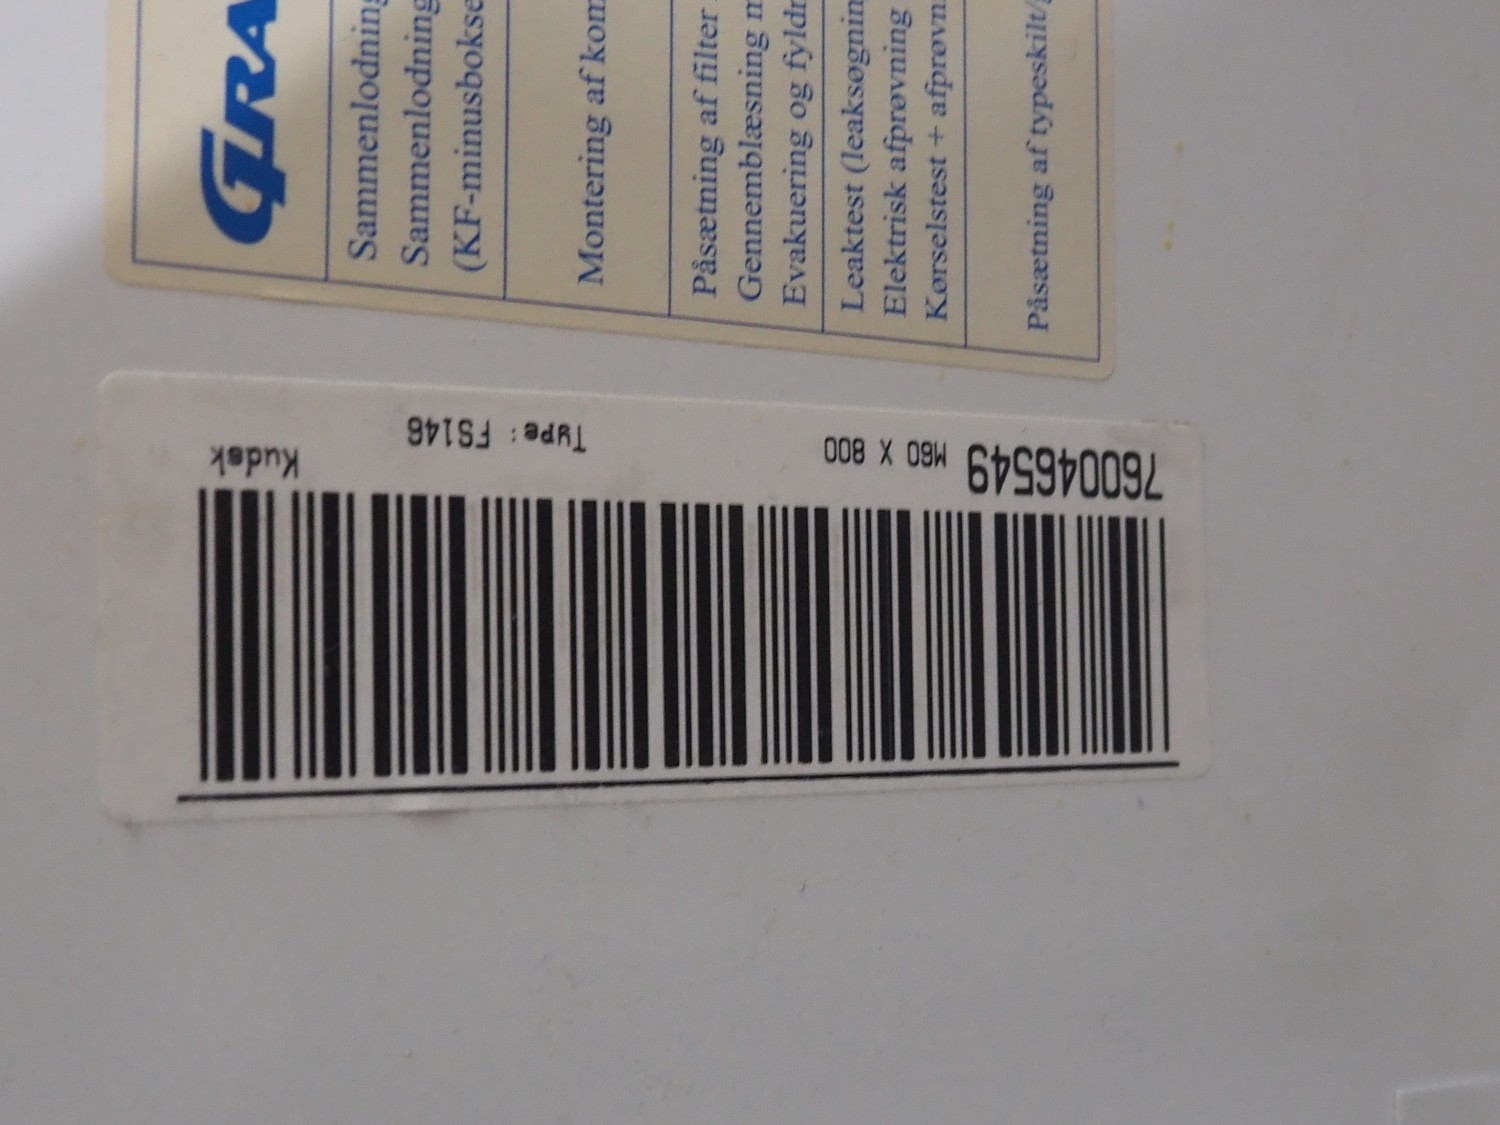 GRA
Sammenlodning
Sammenlodning
(KF-minusbokse
Montering af kom
Påsætning af filter
Gennemblæsning m
Evakuering og fyldn
Leaktest (leaksøgnin
Elektrisk afprøvning
Kørselstest + afprøvn
Påsætning af typeskilt/
760046549 M60 X 800 Type: FS146 Kudsk